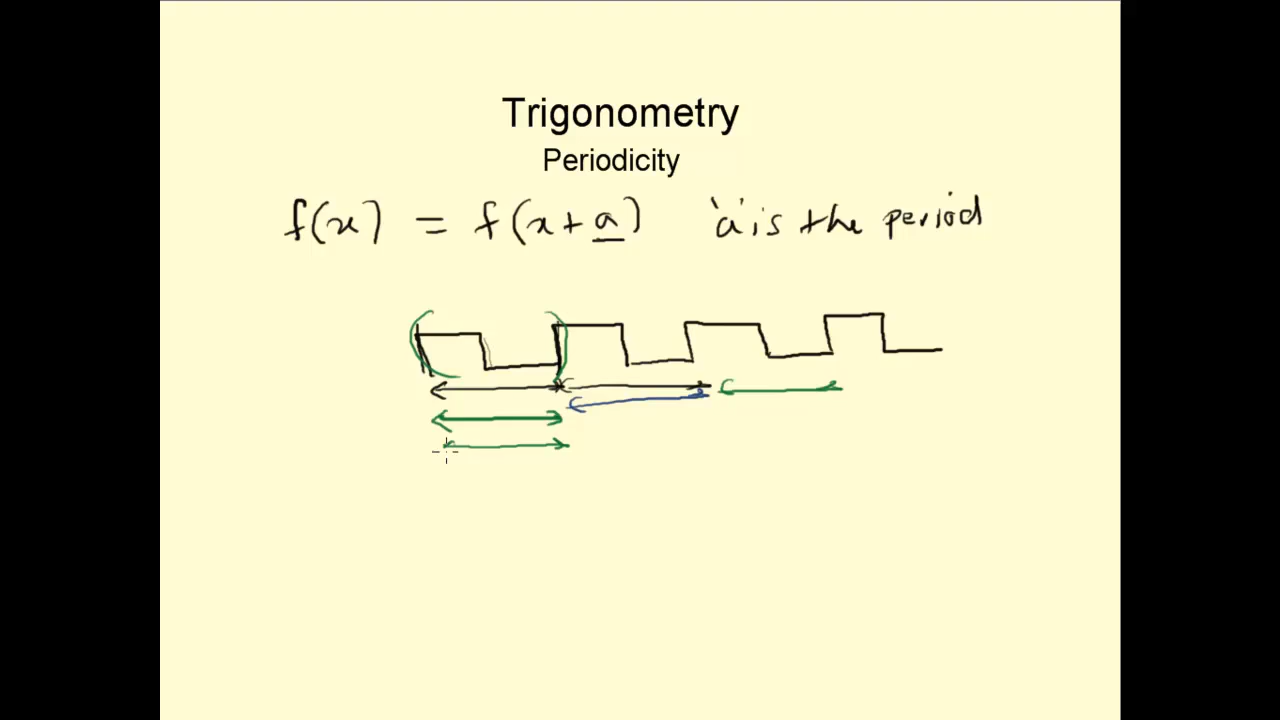 Trigonometry
Periodicity
f(x) = f(x+a) 'a' is the period